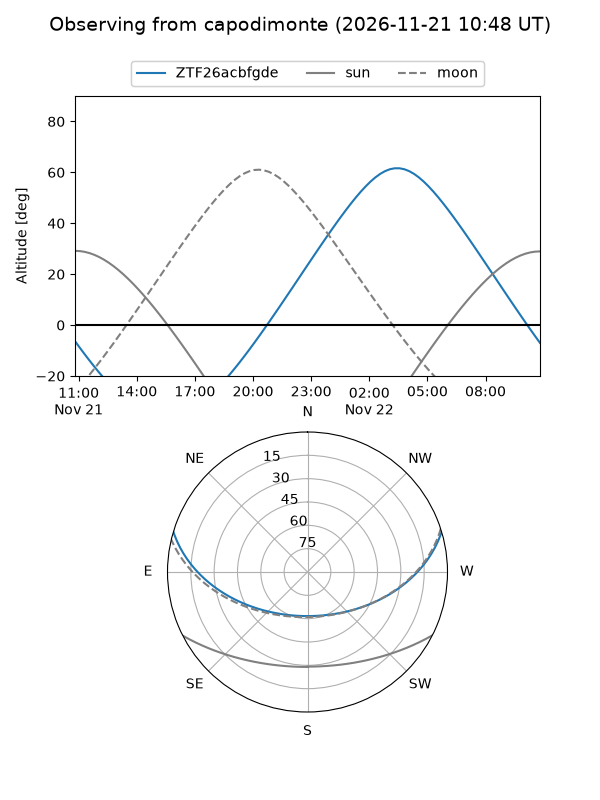 Observing from capodimonte (2026-11-21 10:48 UT)
ZTF26acbfgde sun moon
Altitude [deg]
80
60
40
20
0
−20
11:00 14:00 17:00 20:00 23:00 02:00 05:00 08:00
Nov 21 Nov 22
N
NE NW
15
30
45
60
75
E W
SE SW
S